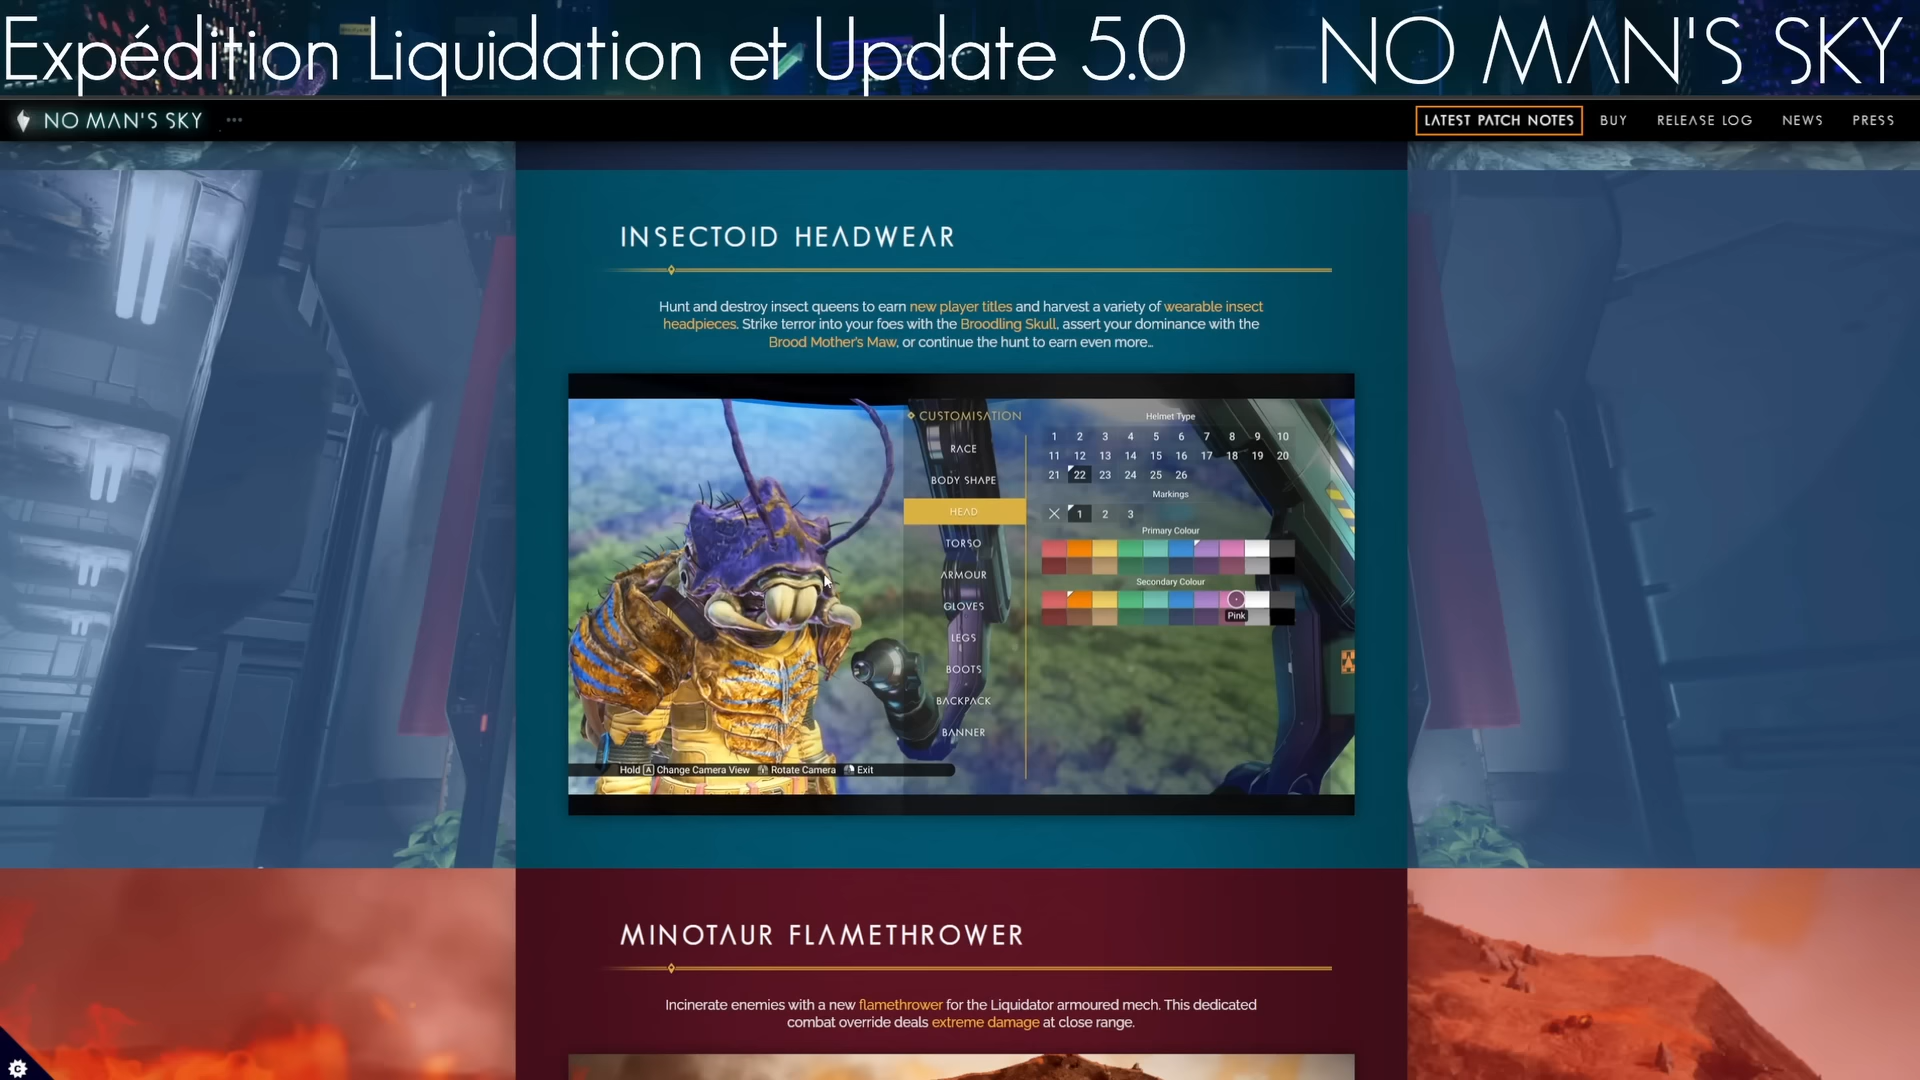 Expédition Liquidation et Update 5.0
NO MAN'S SKY
NO MAN'S SKY
LATEST PATCH NOTES
BUY
RELEASE LOG
NEWS
PRESS
INSECTOID HEADWEAR
Hunt and destroy insect queens to earn new player titles and harvest a variety of wearable insect
headpieces. Strike terror into your foes with the Broodling Skull, assert your dominance with the
Brood Mother's Maw, or continue the hunt to earn even more…
CUSTOMISATION
RACE
BODY SHAPE
HEAD
TORSO
ARMOUR
GLOVES
LEGS
BOOTS
BACKPACK
BANNER
Helmet Type
1 2 3 4 5 6 7 8 9 10
11 12 13 14 15 16 17 18 19 20
21 22 23 24 25 26
Markings
1 2 3
Primary Colour
Secondary Colour
Pink
Hold A Change Camera View Rotate Camera Exit
MINOTAUR FLAMETHROWER
Incinerate enemies with a new flamethrower for the Liquidator armoured mech. This dedicated
combat override deals extreme damage at close range.